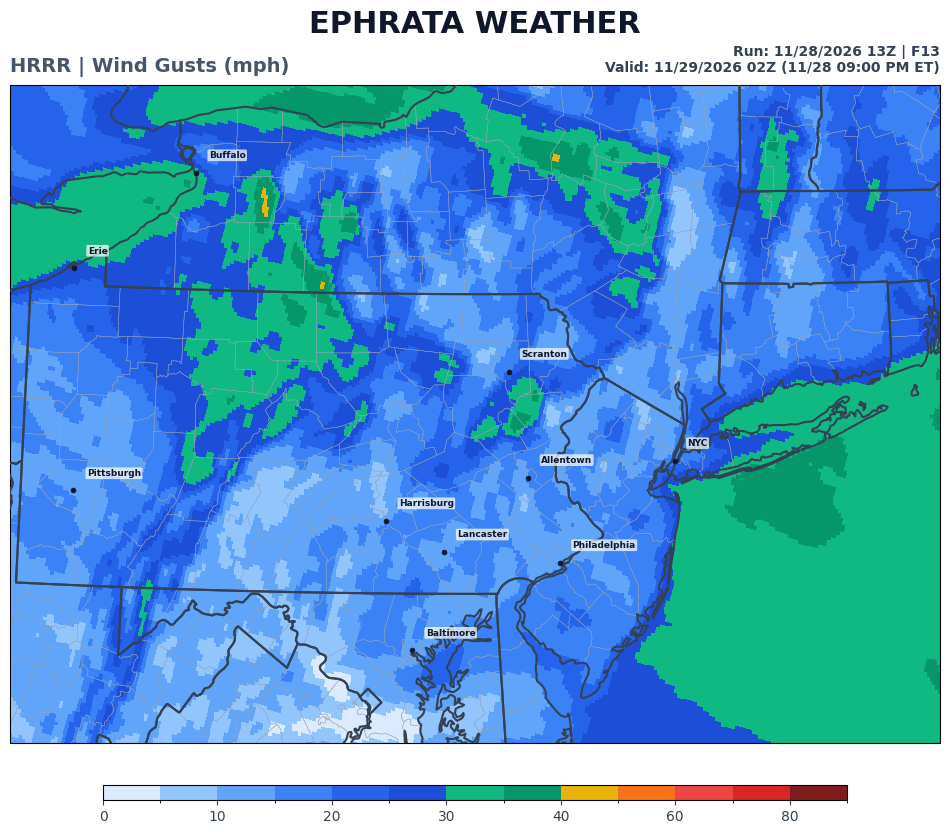 EPHRATA WEATHER
HRRR | Wind Gusts (mph)
Run: 11/28/2026 13Z | F13
Valid: 11/29/2026 02Z (11/28 09:00 PM ET)
Buffalo
Erie
Scranton
NYC
Allentown
Pittsburgh
Harrisburg
Lancaster
Philadelphia
Baltimore
0 10 20 30 40 50 60 70 80